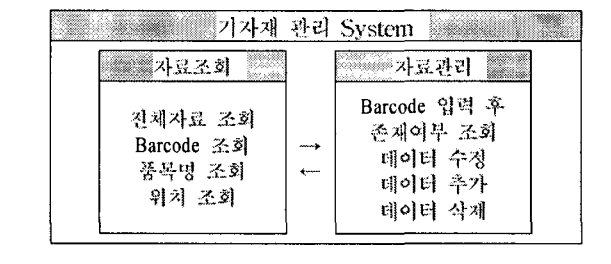 기자재 관리 System
자료조회
전체자료 조회
Barcode 조회
품목명 조회
위치 조회
→
←
자료관리
Barcode 입력 후
존재여부 조회
데이터 수정
데이터 추가
데이터 삭제